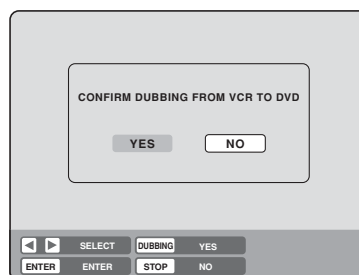 CONFIRM DUBBING FROM VCR TO DVD
YES NO
◀ ▶ SELECT DUBBING YES
ENTER ENTER STOP NO